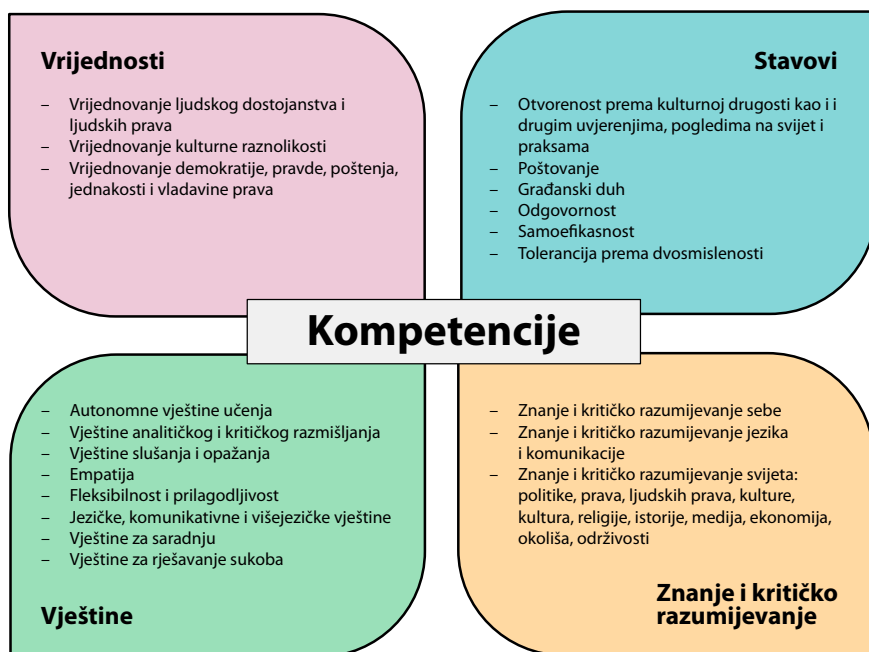 Vrijednosti
– Vrijednovanje ljudskog dostojanstva i
ljudskih prava
– Vrijednovanje kulturne raznolikosti
– Vrijednovanje demokratije, pravde, poštenja,
jednakosti i vladavine prava
Stavovi
– Otvorenost prema kulturnoj drugosti kao i i
drugim uvjerenjima, pogledima na svijet i
praksama
– Poštovanje
– Građanski duh
– Odgovornost
– Samoefikasnost
– Tolerancija prema dvosmislenosti
Kompetencije
– Autonomne vještine učenja
– Vještine analitičkog i kritičkog razmišljanja
– Vještine slušanja i opažanja
– Empatija
– Fleksibilnost i prilagodljivost
– Jezičke, komunikativne i višejezičke vještine
– Vještine za saradnju
– Vještine za rješavanje sukoba
Vještine
– Znanje i kritičko razumijevanje sebe
– Znanje i kritičko razumijevanje jezika
i komunikacije
– Znanje i kritičko razumijevanje svijeta:
politike, prava, ljudskih prava, kulture,
kultura, religije, istorije, medija, ekonomija,
okoliša, održivosti
Znanje i kritičko
razumijevanje